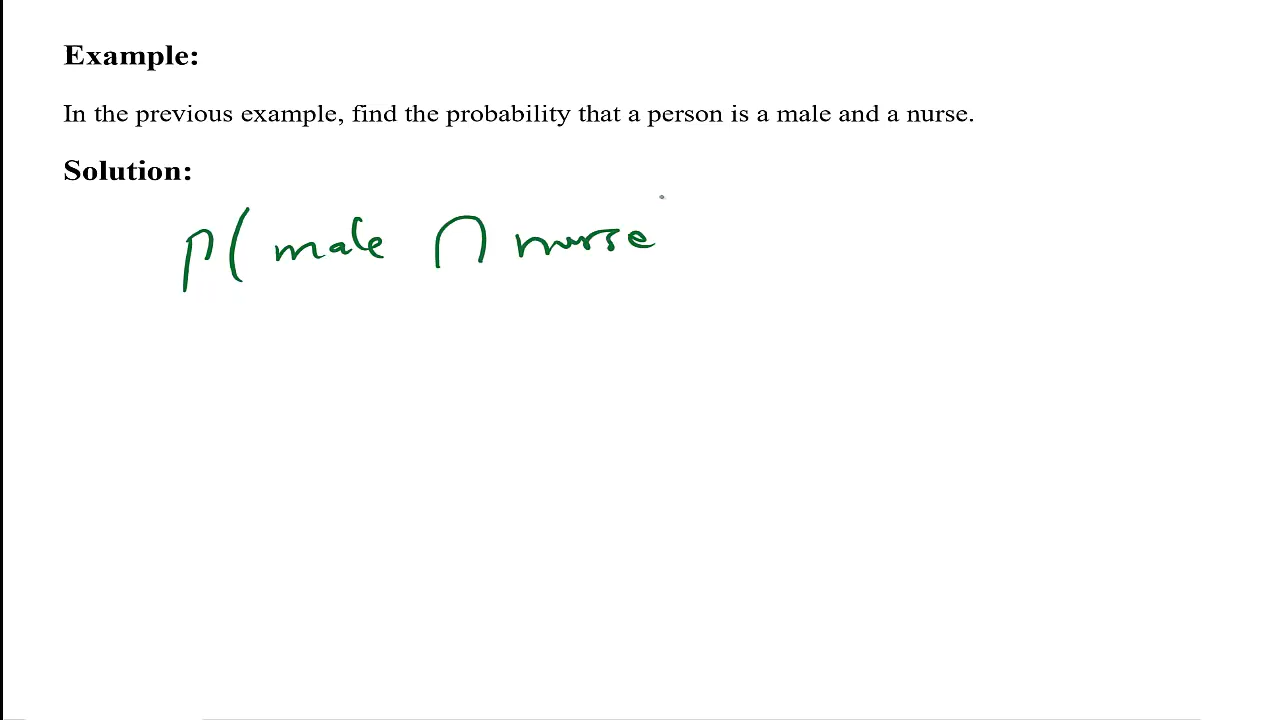 Example:
In the previous example, find the probability that a person is a male and a nurse.
Solution:
P( male ∩ nurse